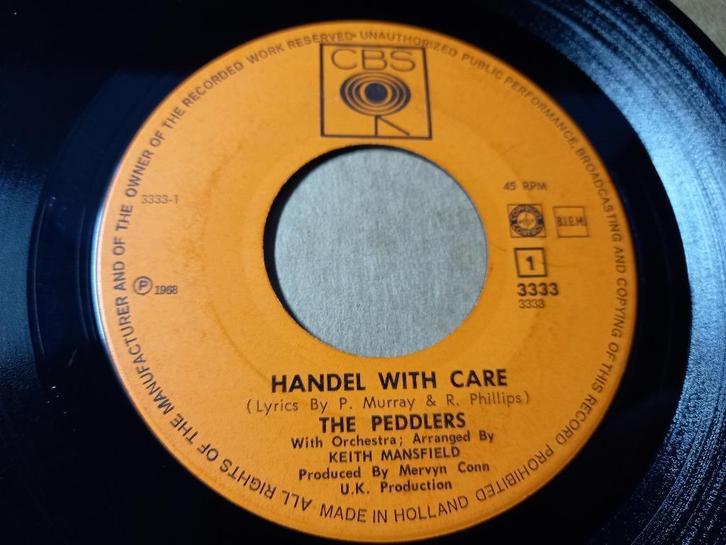 CBS
3333-1
45 RPM
B.I.E.M.
1
3333
3333
℗ 1968
HANDEL WITH CARE
(Lyrics By P. Murray & R. Phillips)
THE PEDDLERS
With Orchestra; Arranged By
KEITH MANSFIELD
Produced By Mervyn Conn
U.K. Production
ALL RIGHTS OF THE MANUFACTURER AND OF THE OWNER OF THE RECORDED WORK RESERVED · UNAUTHORIZED PUBLIC PERFORMANCE, BROADCASTING AND COPYING OF THIS RECORD PROHIBITED
MADE IN HOLLAND